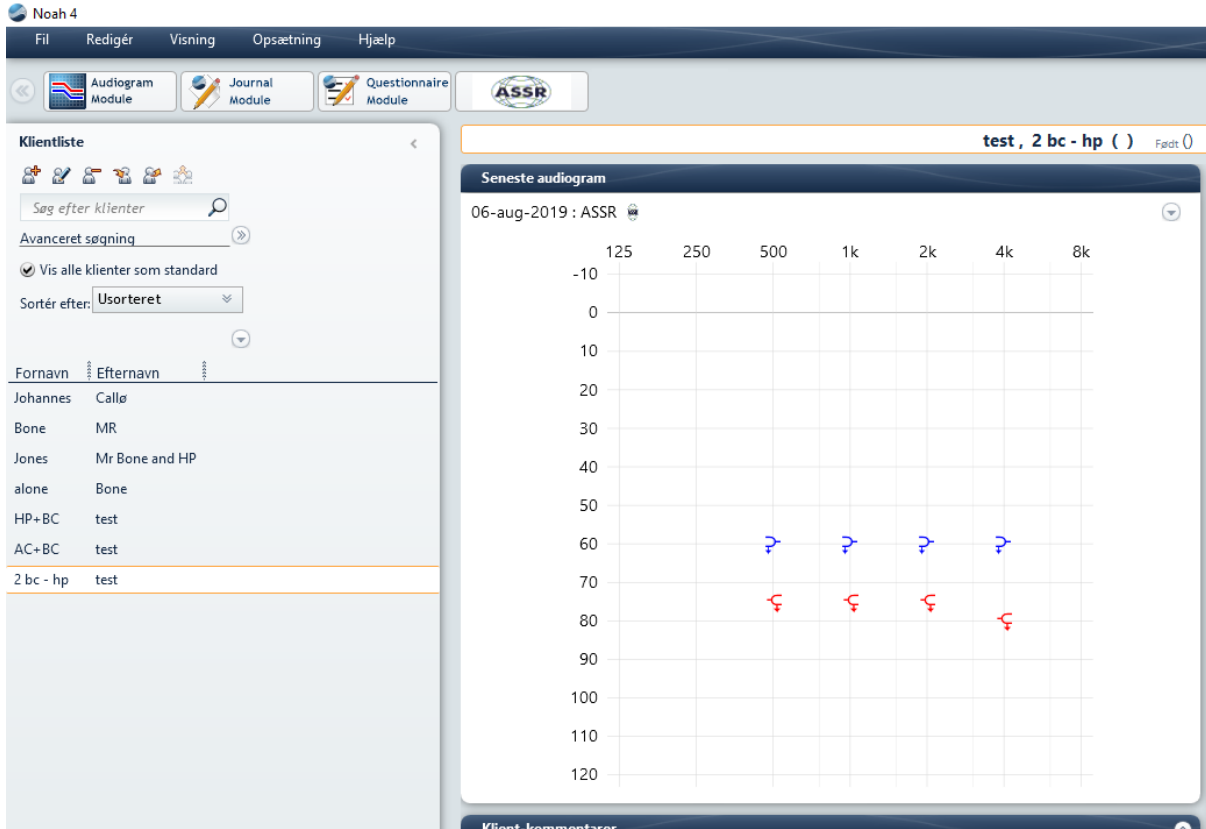 Noah 4
Fil Redigér Visning Opsætning Hjælp
Audiogram Module
Journal Module
Questionnaire Module
ASSR
Klientliste
Søg efter klienter
Avanceret søgning
Vis alle klienter som standard
Sortér efter: Usorteret
Fornavn Efternavn
Johannes Callø
Bone MR
Jones Mr Bone and HP
alone Bone
HP+BC test
AC+BC test
2 bc - hp test
test , 2 bc - hp ( ) Født ()
Seneste audiogram
06-aug-2019 : ASSR
125 250 500 1k 2k 4k 8k
-10
0
10
20
30
40
50
60
70
80
90
100
110
120
Klient-kommentarer